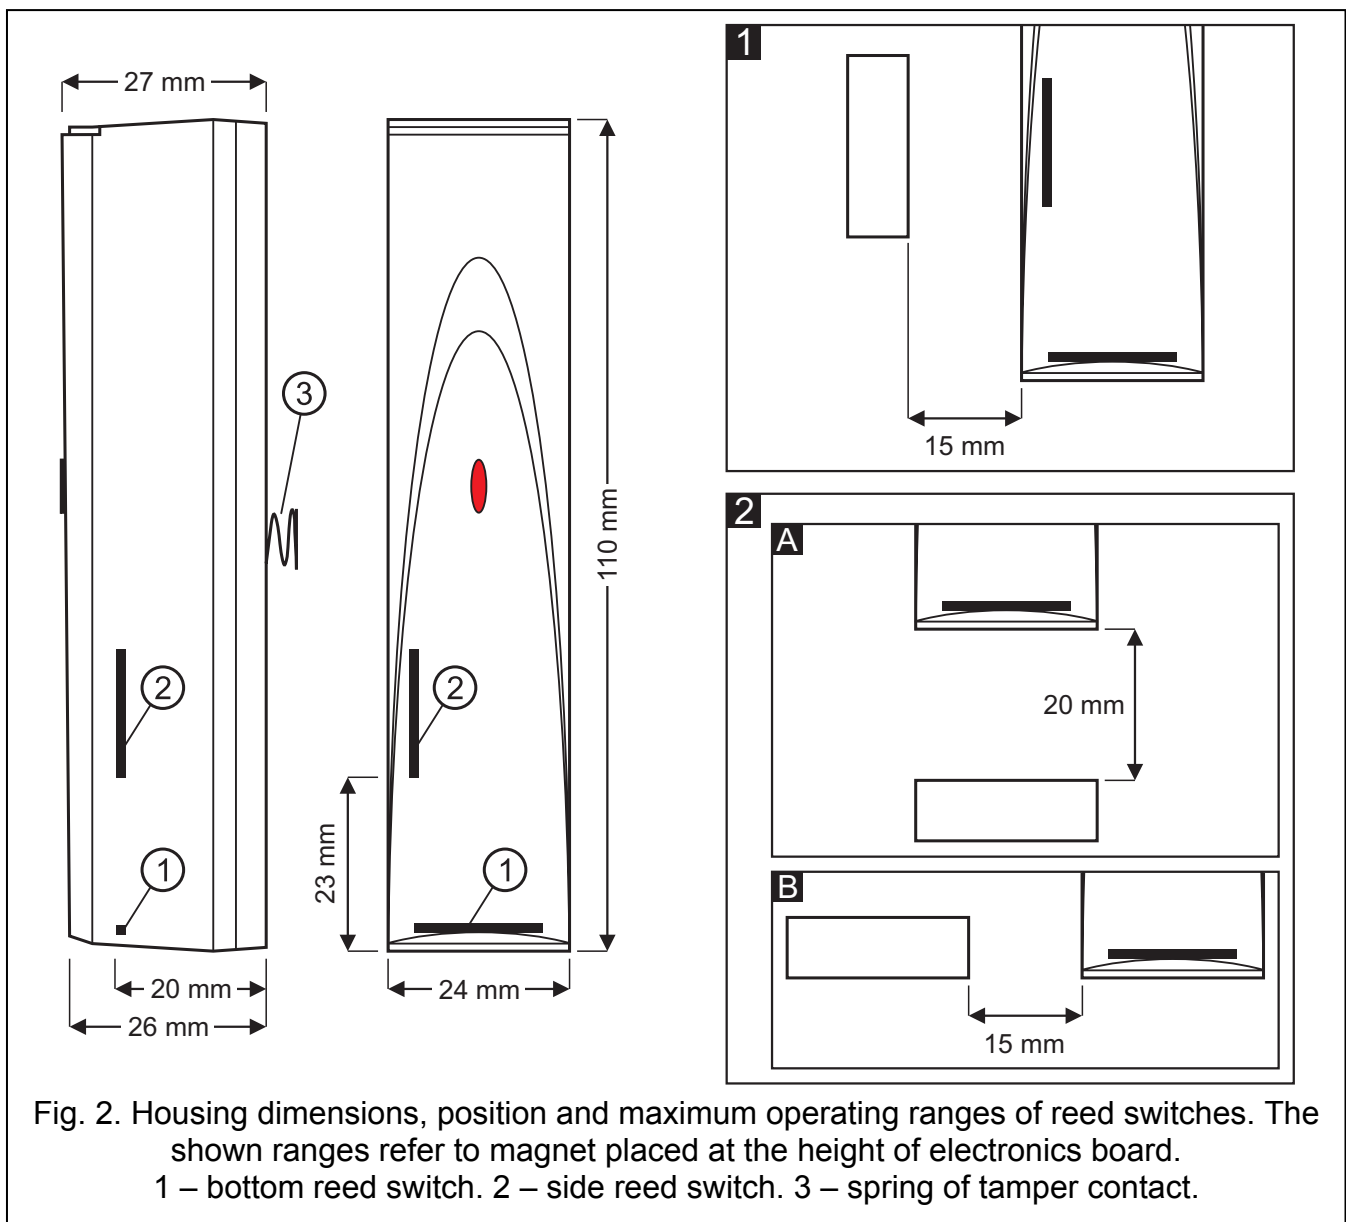 27 mm
3
110 mm
2
2
23 mm
1
1
20 mm
24 mm
26 mm
1
15 mm
2
A
20 mm
B
15 mm
Fig. 2. Housing dimensions, position and maximum operating ranges of reed switches. The
shown ranges refer to magnet placed at the height of electronics board.
1 – bottom reed switch. 2 – side reed switch. 3 – spring of tamper contact.